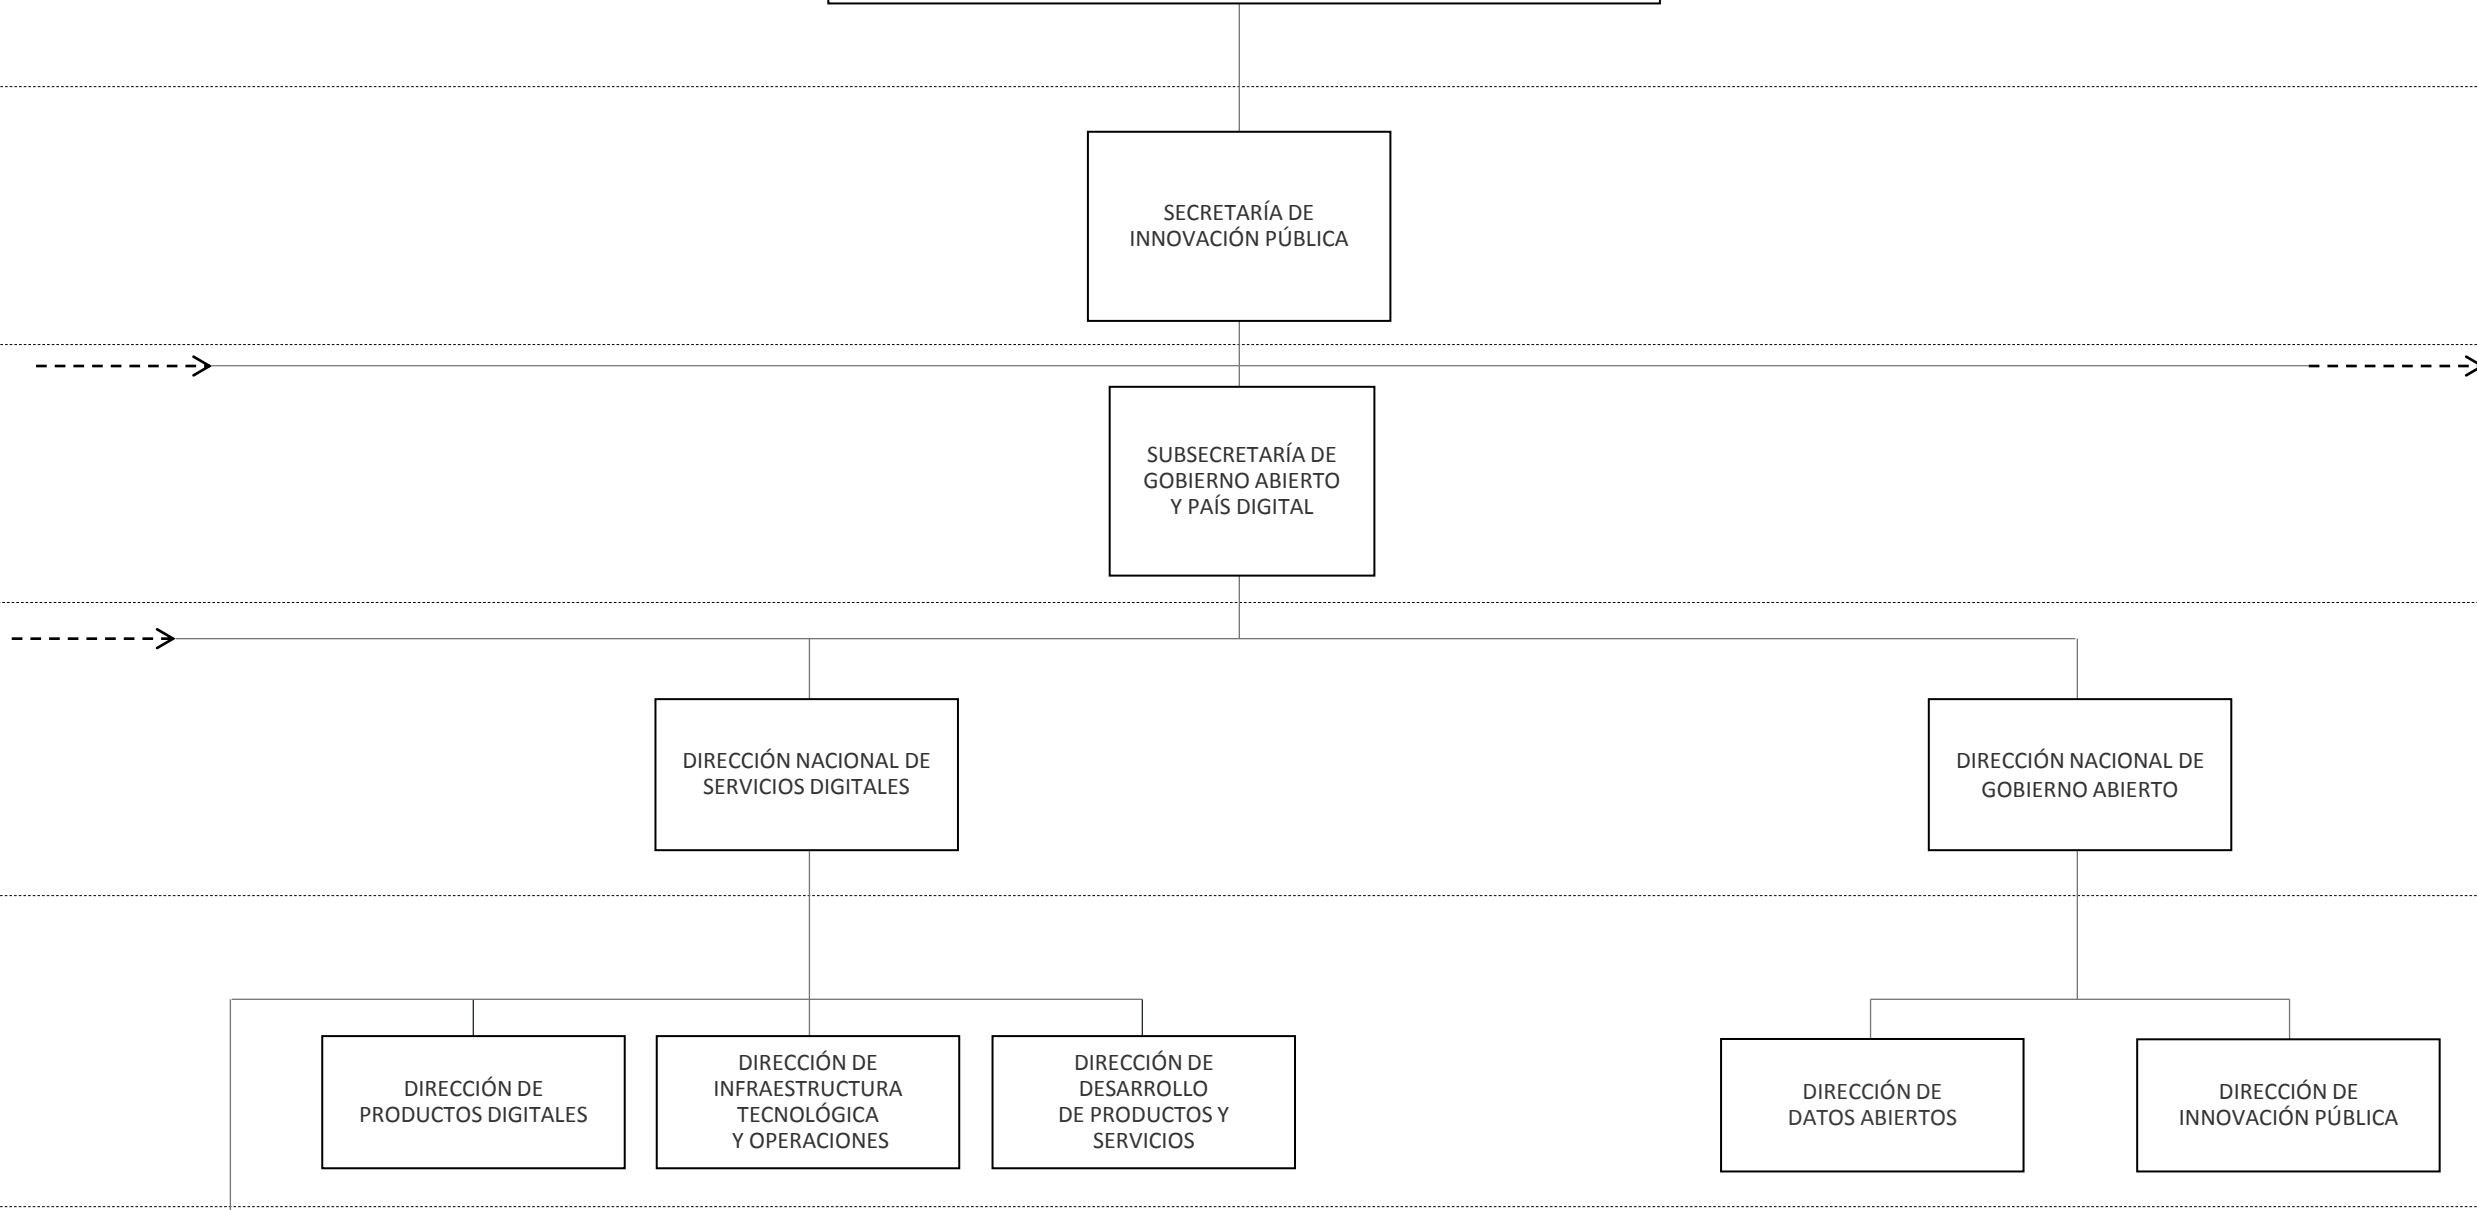 SECRETARÍA DE
INNOVACIÓN PÚBLICA
SUBSECRETARÍA DE
GOBIERNO ABIERTO
Y PAÍS DIGITAL
DIRECCIÓN NACIONAL DE
SERVICIOS DIGITALES
DIRECCIÓN NACIONAL DE
GOBIERNO ABIERTO
DIRECCIÓN DE
PRODUCTOS DIGITALES
DIRECCIÓN DE
INFRAESTRUCTURA
TECNOLÓGICA
Y OPERACIONES
DIRECCIÓN DE
DESARROLLO
DE PRODUCTOS Y
SERVICIOS
DIRECCIÓN DE
DATOS ABIERTOS
DIRECCIÓN DE
INNOVACIÓN PÚBLICA